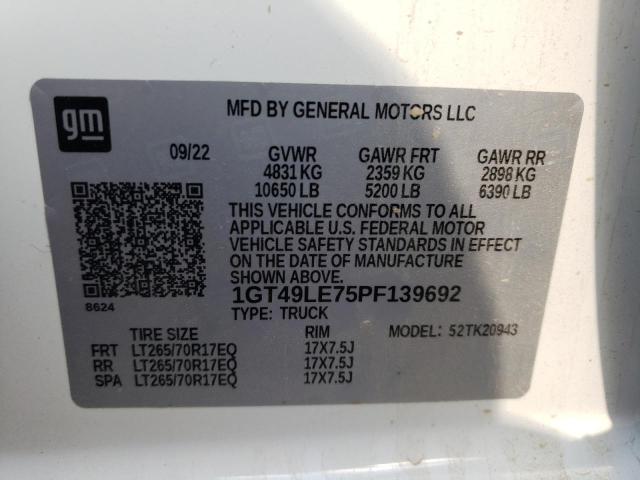 gm
MFD BY GENERAL MOTORS LLC
09/22 GVWR GAWR FRT GAWR RR
4831 KG 2359 KG 2898 KG
10650 LB 5200 LB 6390 LB
THIS VEHICLE CONFORMS TO ALL
APPLICABLE U.S. FEDERAL MOTOR
VEHICLE SAFETY STANDARDS IN EFFECT
ON THE DATE OF MANUFACTURE
SHOWN ABOVE.
8624
1GT49LE75PF139692
TYPE: TRUCK MODEL: 52TK20943
TIRE SIZE RIM
FRT LT265/70R17EQ 17X7.5J
RR LT265/70R17EQ 17X7.5J
SPA LT265/70R17EQ 17X7.5J